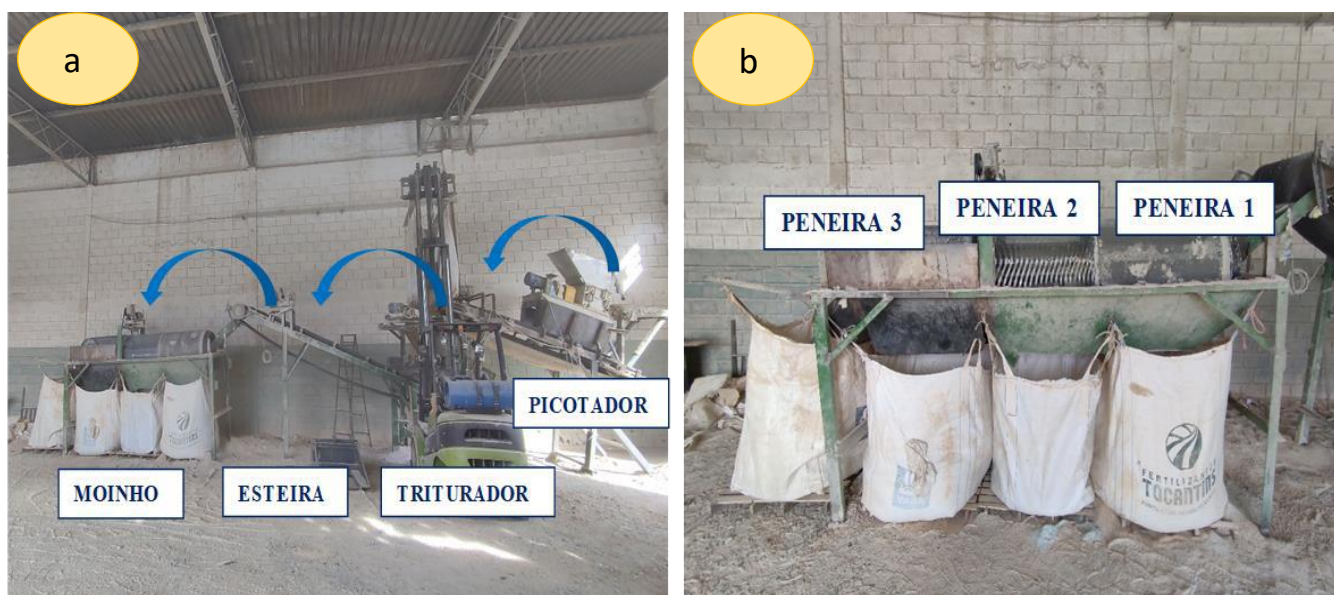 a
PICOTADOR
MOINHO
ESTEIRA
TRITURADOR
b
PENEIRA 3
PENEIRA 2
PENEIRA 1
TOCANTINS